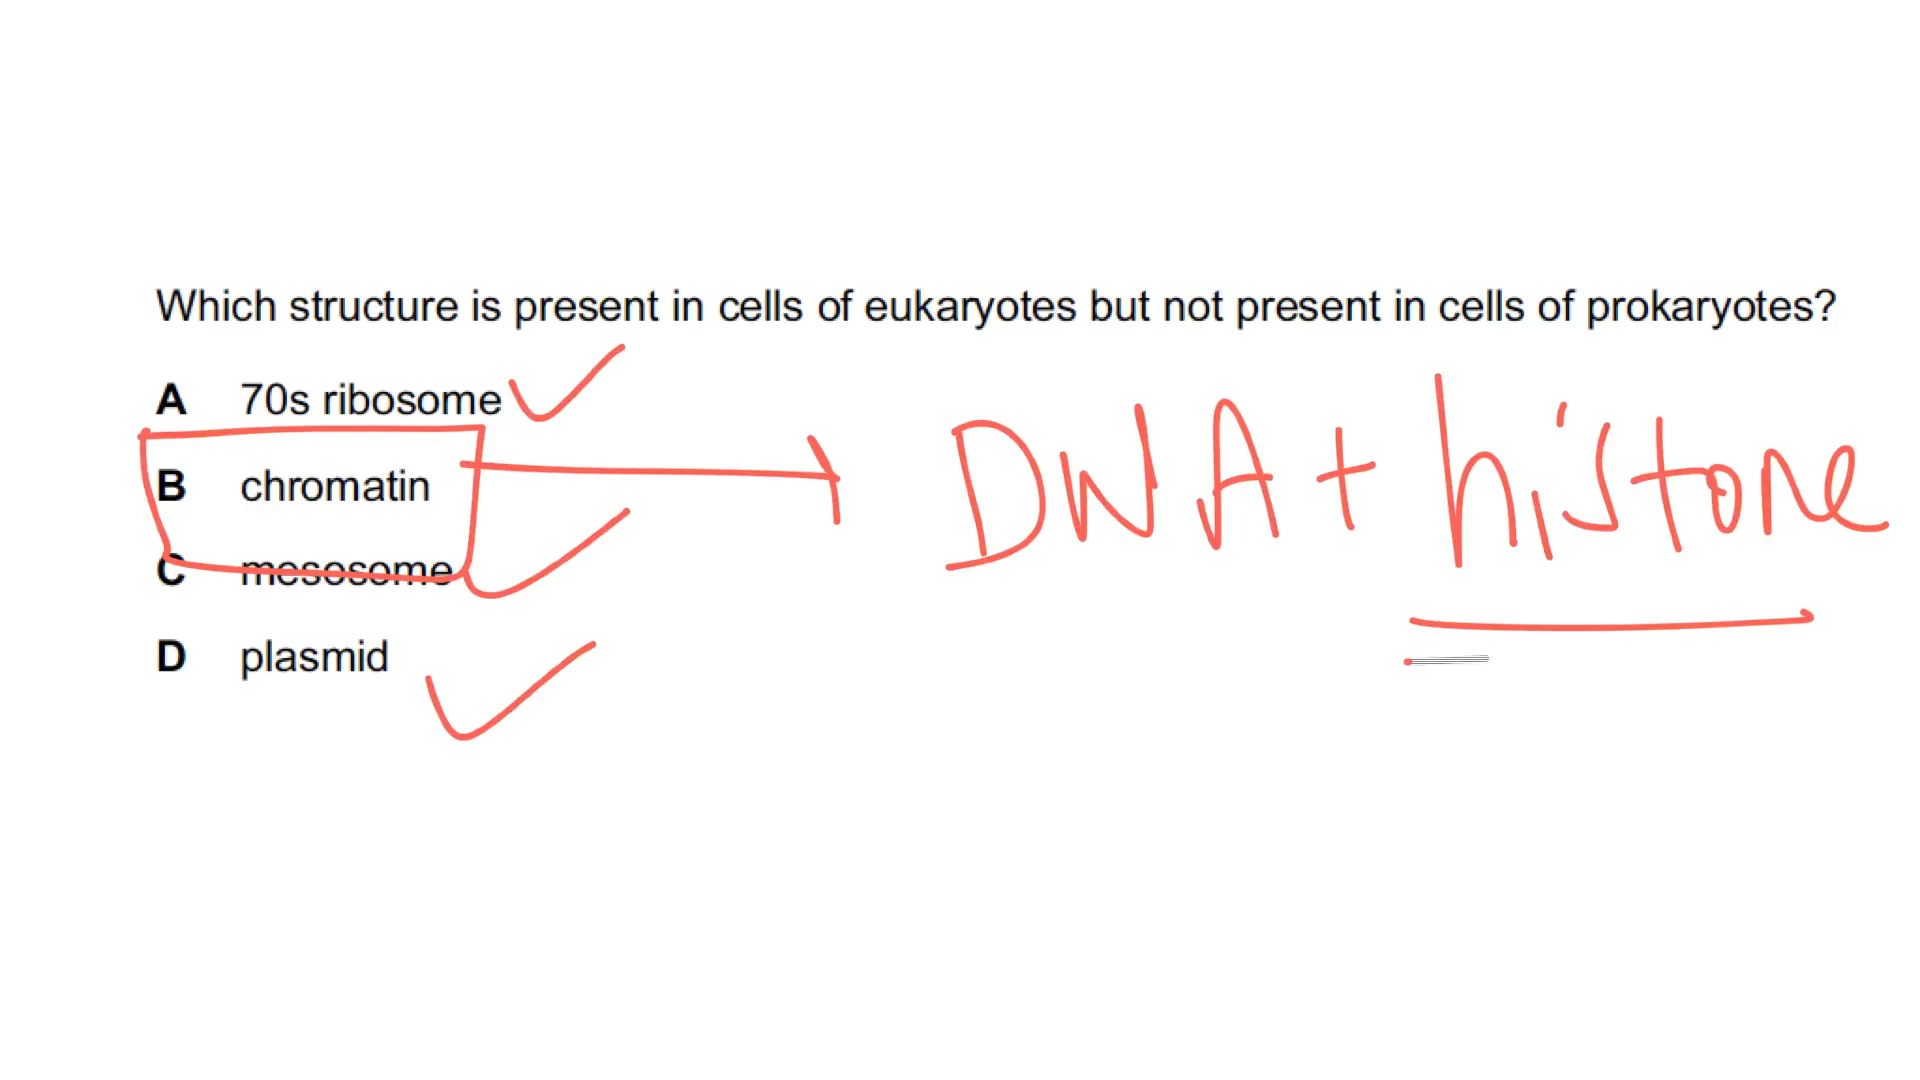 Which structure is present in cells of eukaryotes but not present in cells of prokaryotes?
A 70s ribosome
B chromatin
DNA + histone
C mesosome
D plasmid